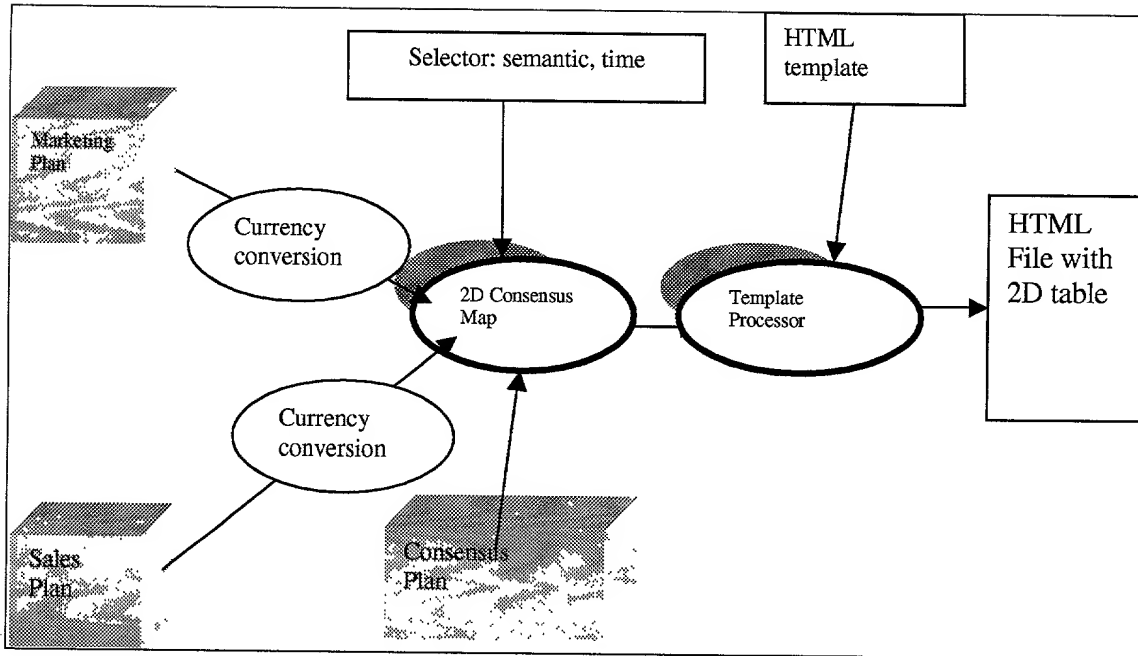 Selector: semantic, time
HTML
template
Marketing
Plan
Currency
conversion
2D Consensus
Map
Template
Processor
HTML
File with
2D table
Currency
conversion
Sales
Plan
Consensus
Plan